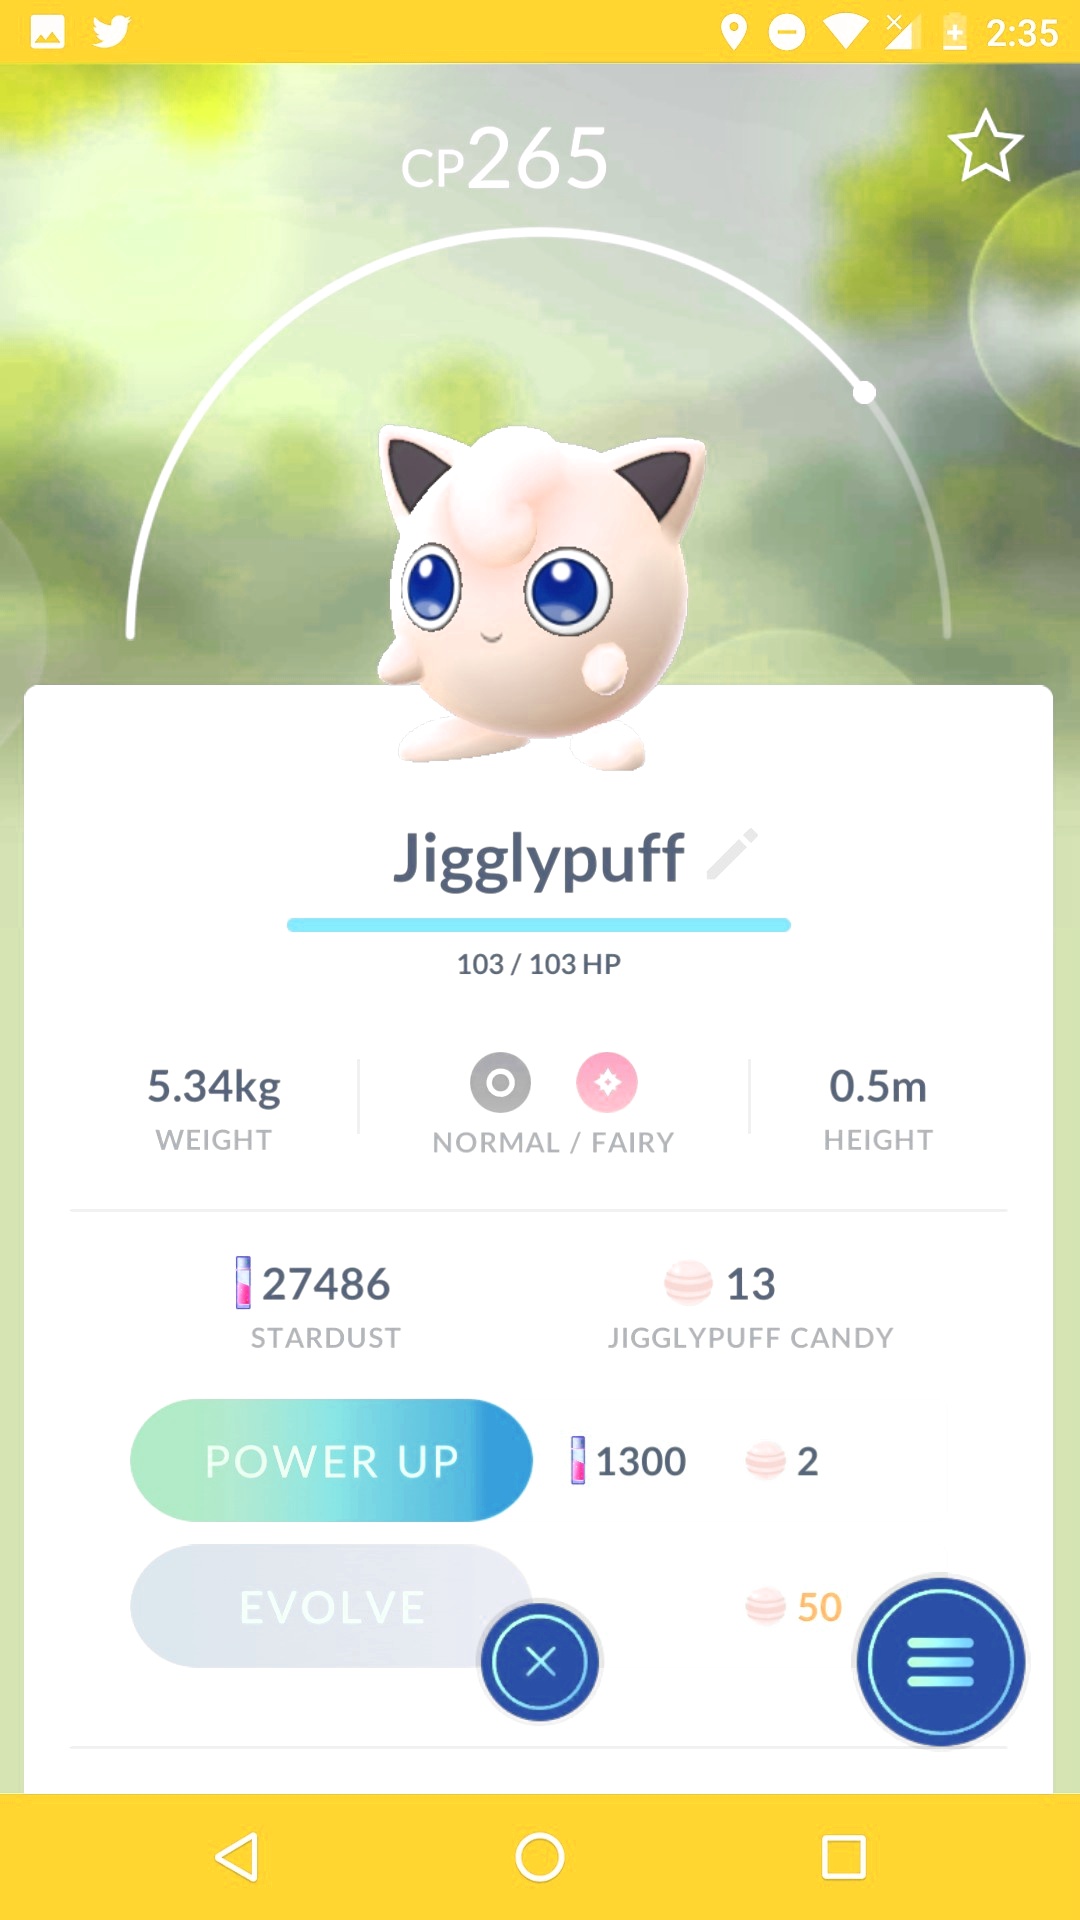 2:35
CP265
Jigglypuff
103 / 103 HP
5.34kg
WEIGHT
NORMAL / FAIRY
0.5m
HEIGHT
27486
STARDUST
13
JIGGLYPUFF CANDY
POWER UP 1300 2
EVOLVE 50